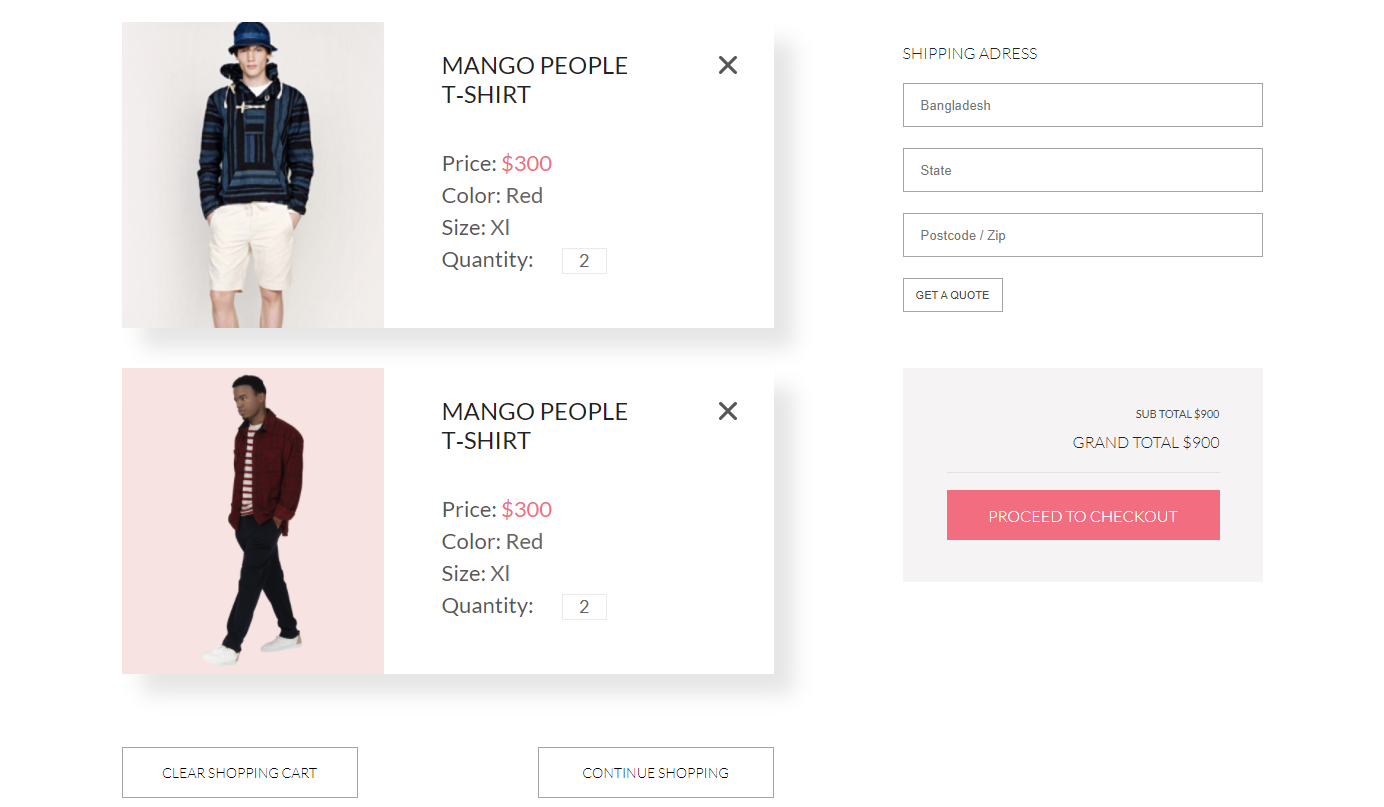 MANGO PEOPLE
T-SHIRT
Price: $300
Color: Red
Size: Xl
Quantity: 2
MANGO PEOPLE
T-SHIRT
Price: $300
Color: Red
Size: Xl
Quantity: 2
CLEAR SHOPPING CART
CONTINUE SHOPPING
SHIPPING ADRESS
Bangladesh
State
Postcode / Zip
GET A QUOTE
SUB TOTAL $900
GRAND TOTAL $900
PROCEED TO CHECKOUT